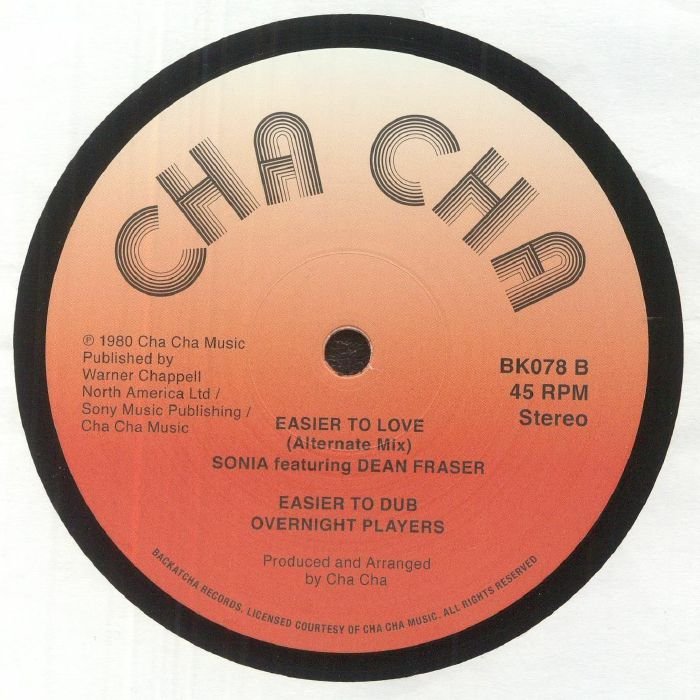 CHA CHA
℗ 1980 Cha Cha Music
Published by
Warner Chappell
North America Ltd /
Sony Music Publishing /
Cha Cha Music
BK078 B
45 RPM
Stereo
EASIER TO LOVE
(Alternate Mix)
SONIA featuring DEAN FRASER
EASIER TO DUB
OVERNIGHT PLAYERS
Produced and Arranged
by Cha Cha
BACKATCHA RECORDS. LICENSED COURTESY OF CHA CHA MUSIC. ALL RIGHTS RESERVED